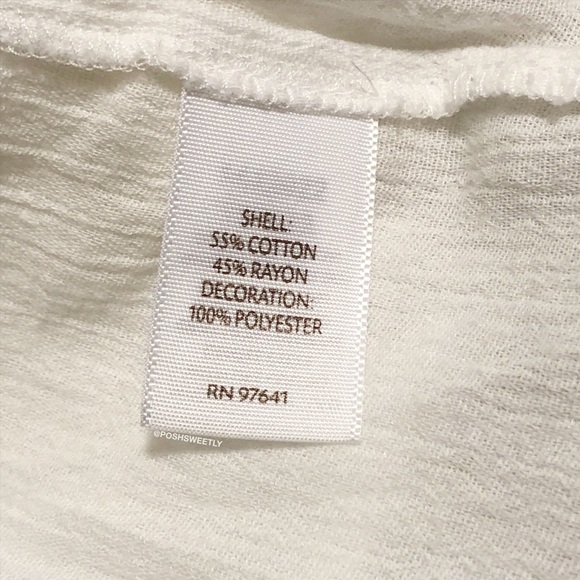 SHELL:
55% COTTON
45% RAYON
DECORATION:
100% POLYESTER
RN 97641
@POSHSWEETLY